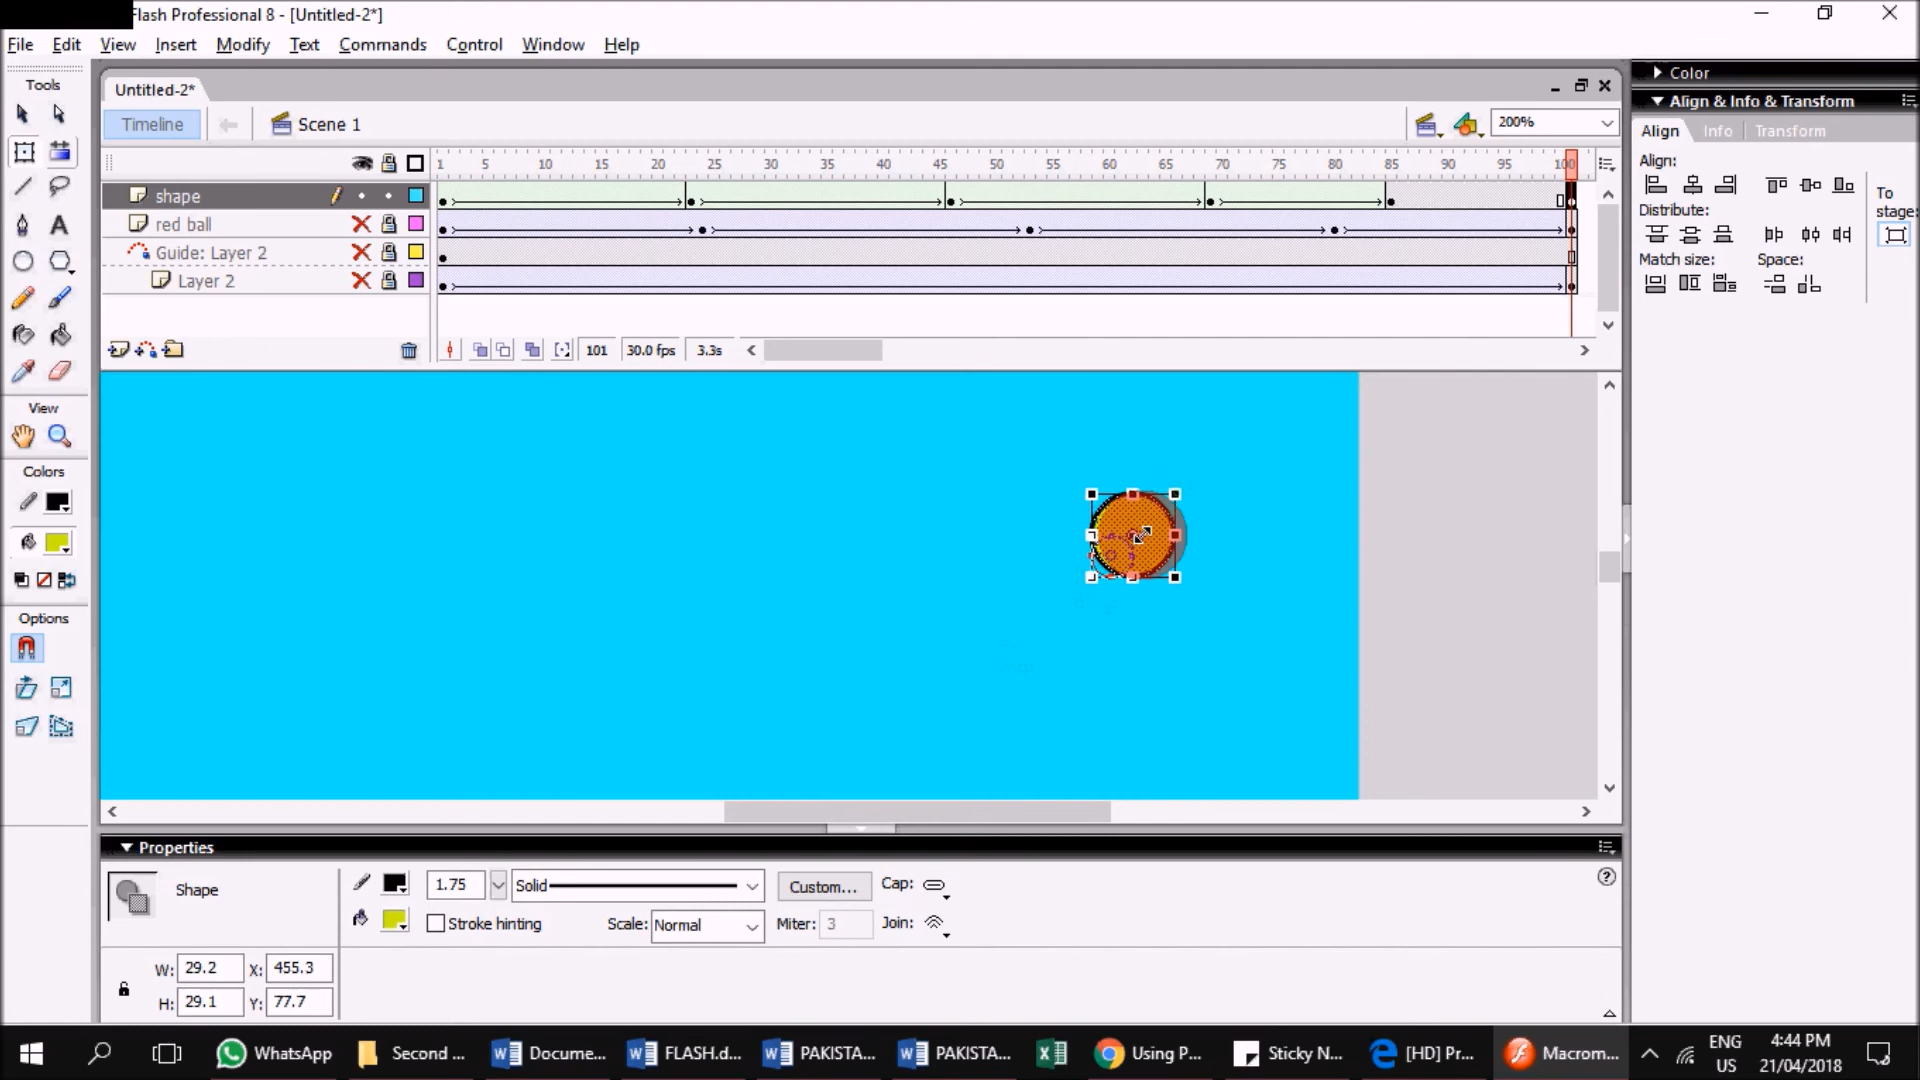 Flash Professional 8 - [Untitled-2*]
File Edit View Insert Modify Text Commands Control Window Help
Tools
Untitled-2*
Timeline
Scene 1
200%
1 5 10 15 20 25 30 35 40 45 50 55 60 65 70 75 80 85 90 95 100
shape
red ball
Guide: Layer 2
Layer 2
101 30.0 fps 3.3s
View
Colors
Options
Color
Align & Info & Transform
Align Info Transform
Align:
To
stage:
Distribute:
Match size: Space:
Properties
Shape
1.75 Solid Custom... Cap:
Stroke hinting Scale: Normal Miter: 3 Join:
W: 29.2 X: 455.3
H: 29.1 Y: 77.7
WhatsApp Second ... Docume... FLASH.d... PAKISTA... PAKISTA... Using P... Sticky N... [HD] Pr... Macrom...
ENG
US
4:44 PM
21/04/2018